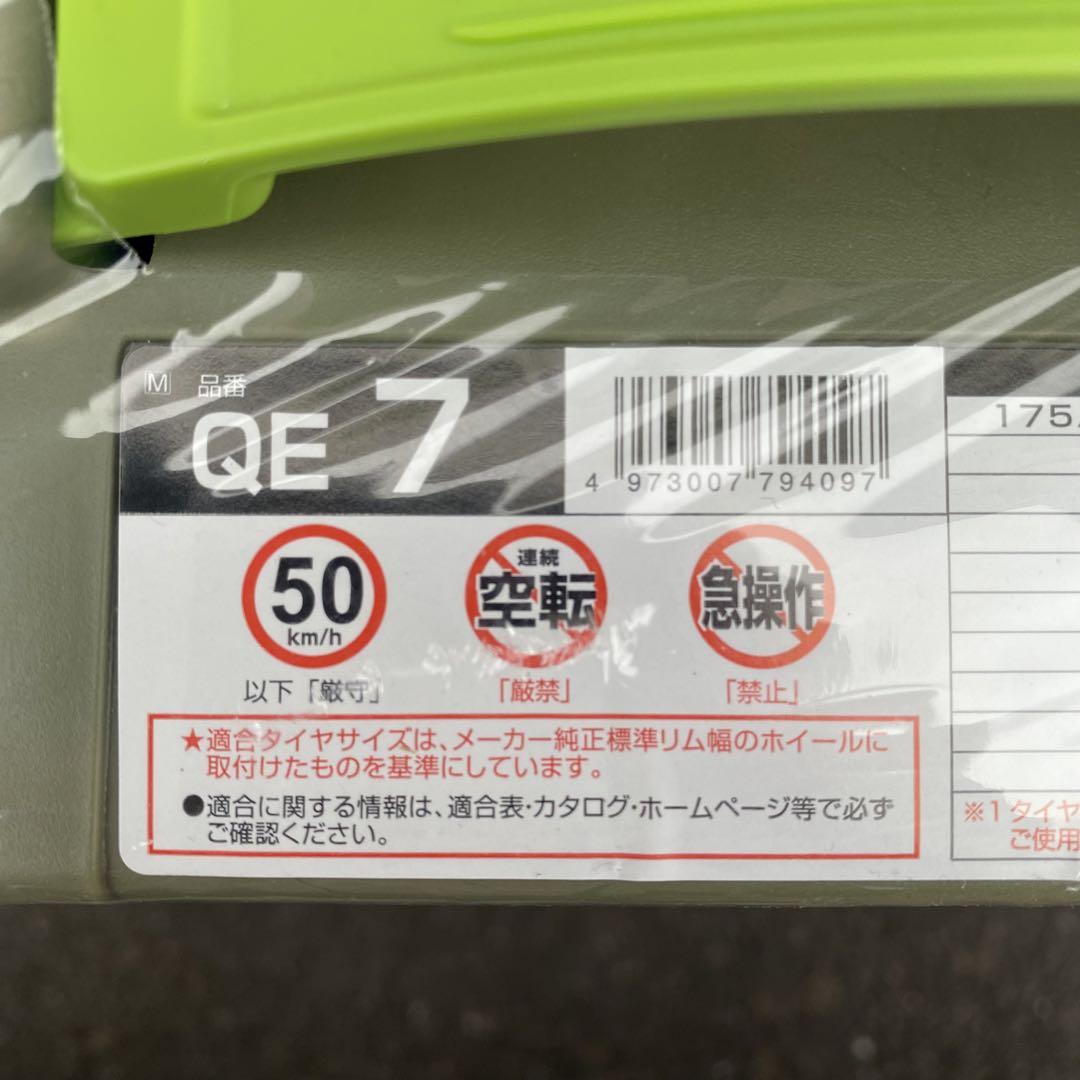 M 品番
QE 7
4 973007 794097
175
50
km/h
以下「厳守」
連続
空転
「厳禁」
急操作
「禁止」
★適合タイヤサイズは、メーカー純正標準リム幅のホイールに
取付けたものを基準にしています。
●適合に関する情報は、適合表・カタログ・ホームページ等で必ず
ご確認ください。
※1タイヤ
ご使用